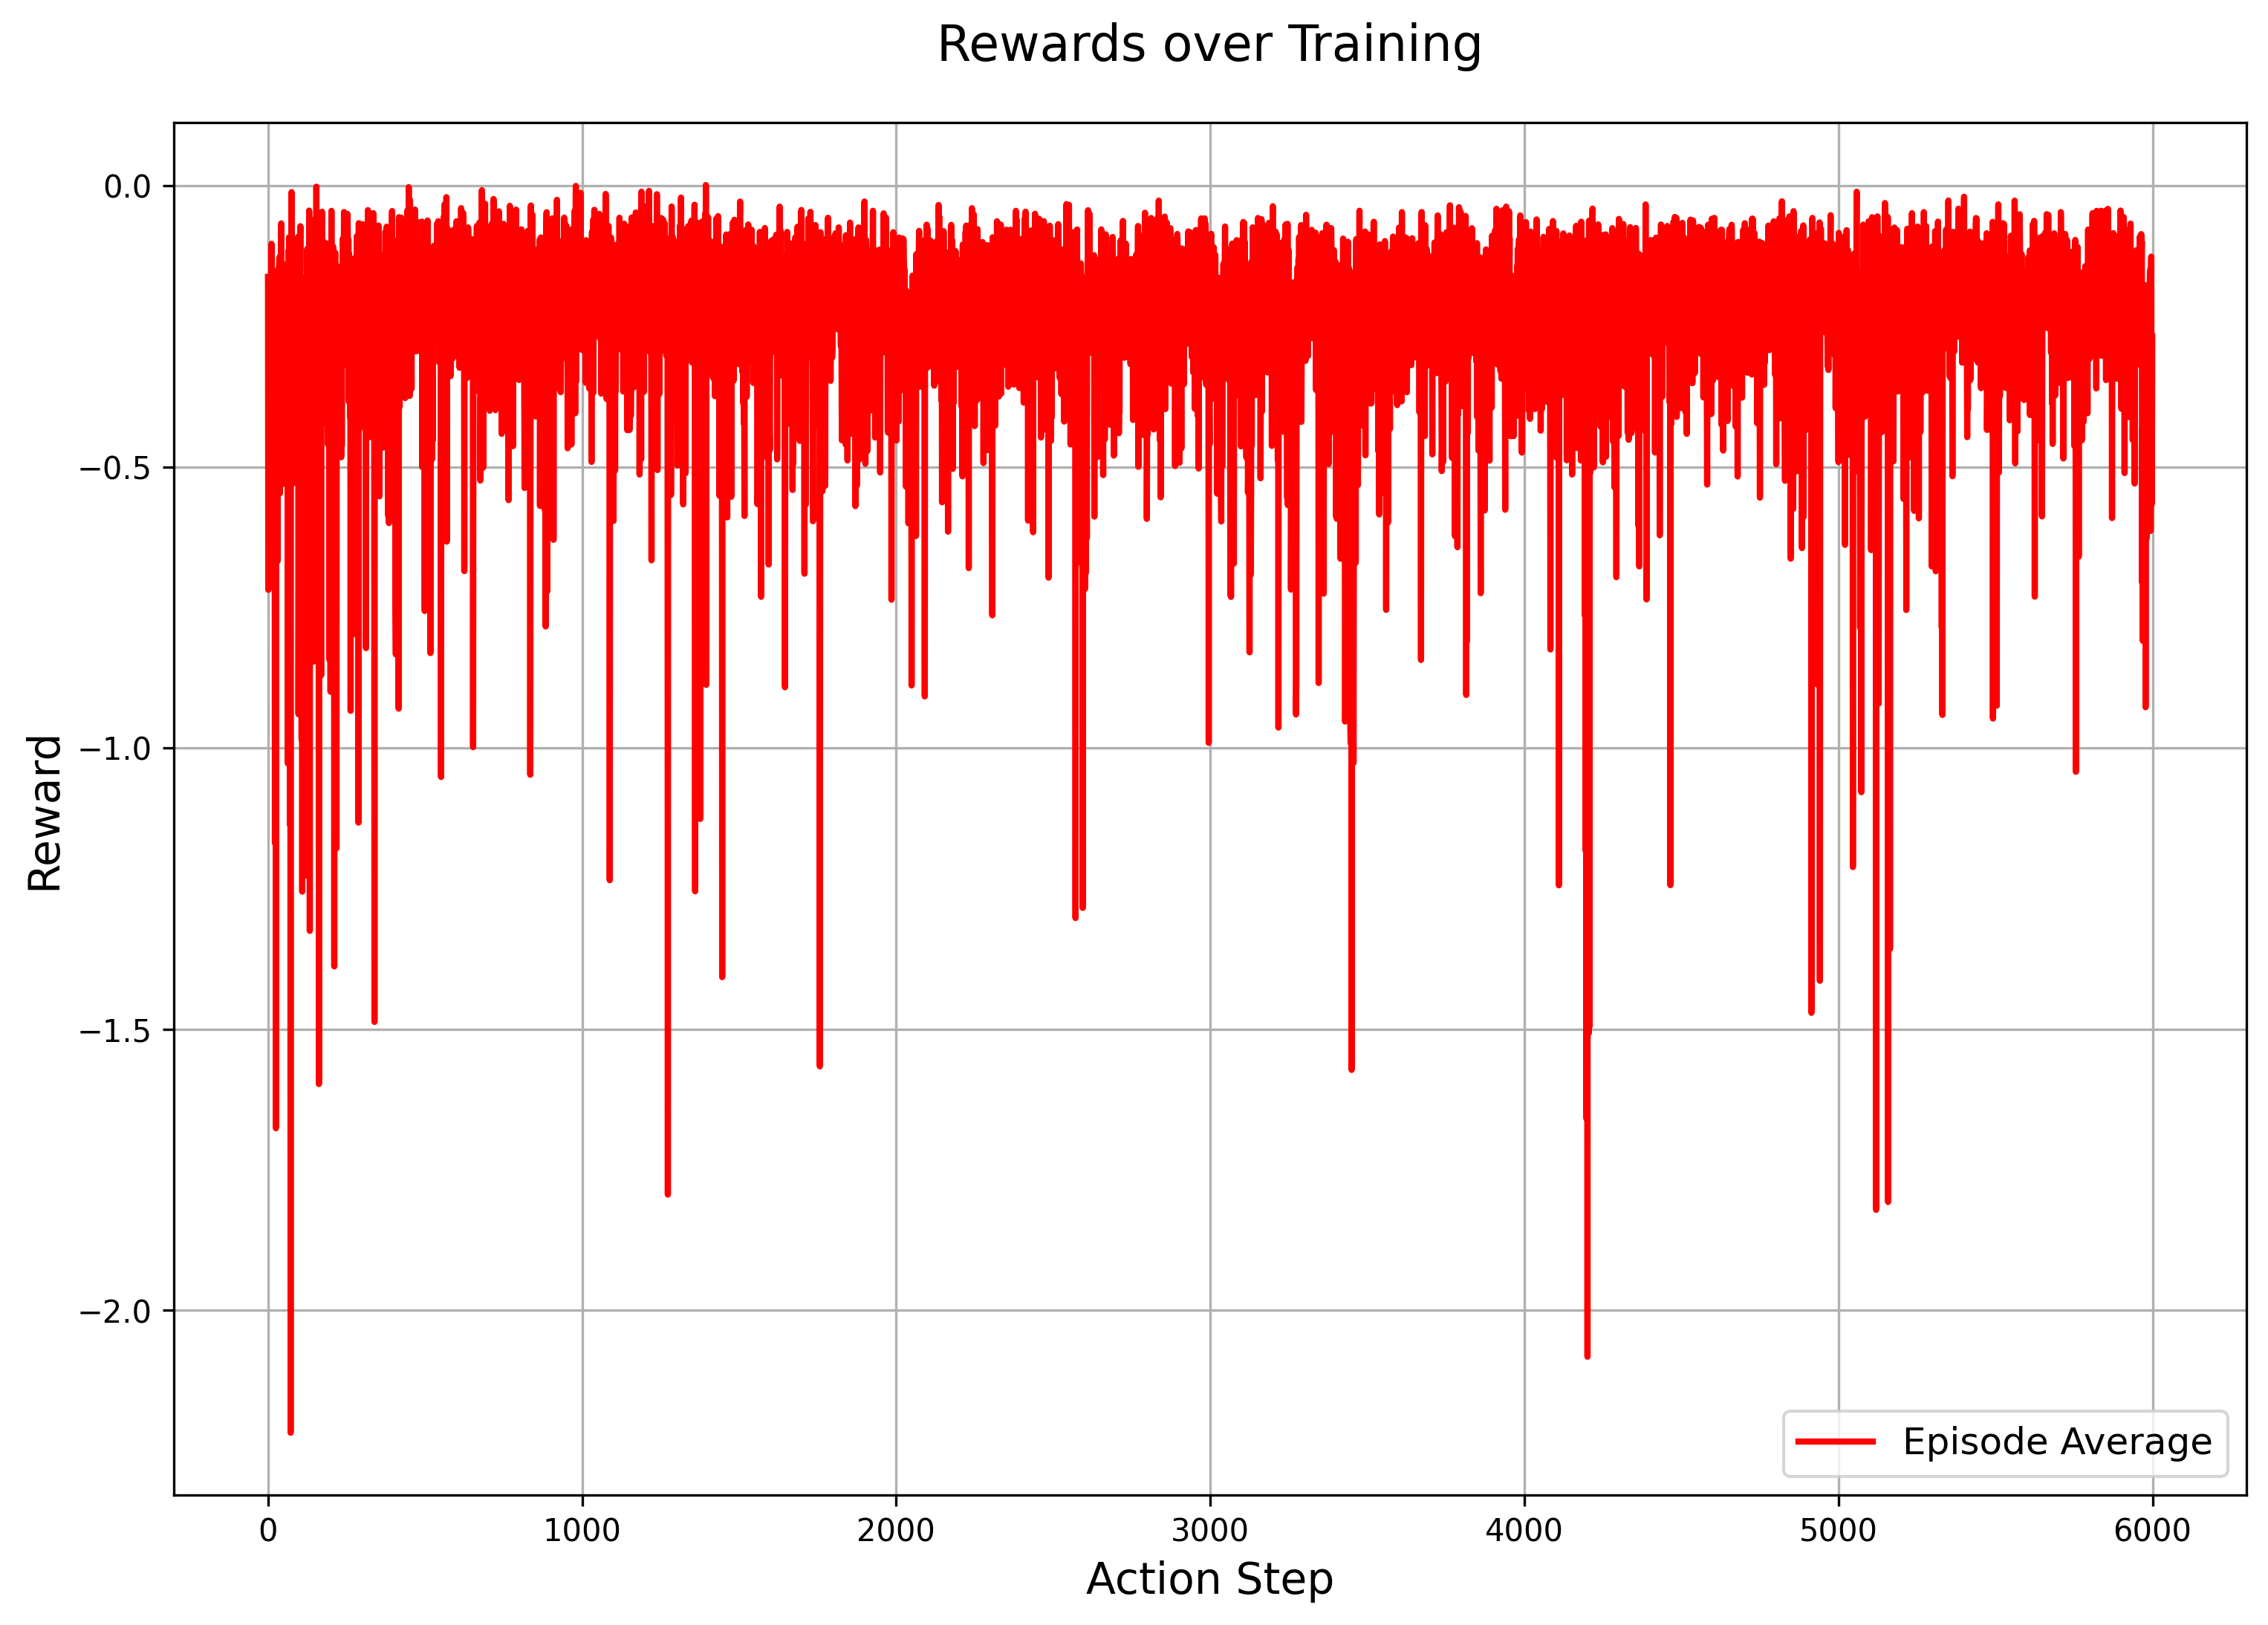 Rewards over Training
0.0
−0.5
−1.0
−1.5
−2.0
Reward
0 1000 2000 3000 4000 5000 6000
Action Step
Episode Average